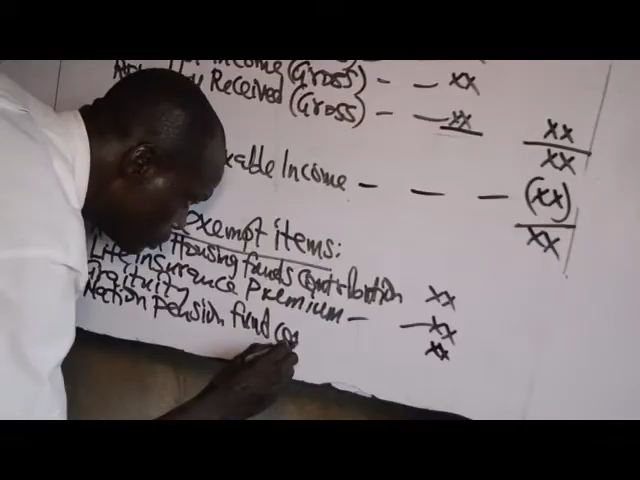 Income (Gross) - - xx
Received (Gross) - - xx xx
xx
Income - - - (xx)
xx
exempt items:
Housing funds Contribution xx
Life Insurance Premium - - xx
Gratuity xx
Nation Pension fund Co